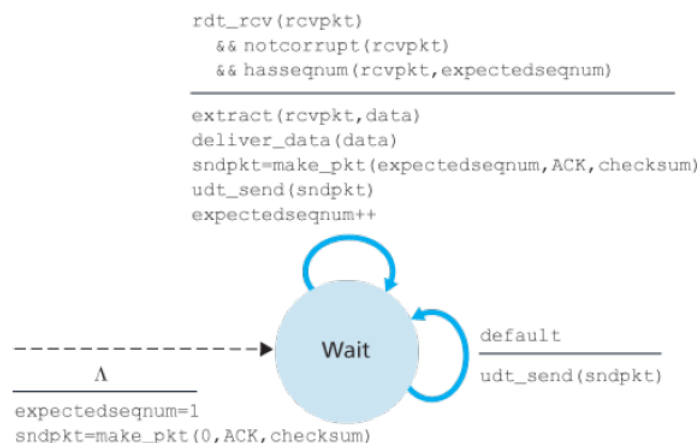 rdt_rcv(rcvpkt)
&& notcorrupt(rcvpkt)
&& hasseqnum(rcvpkt,expectedseqnum)
extract(rcvpkt,data)
deliver_data(data)
sndpkt=make_pkt(expectedseqnum,ACK,checksum)
udt_send(sndpkt)
expectedseqnum++
Wait
default
udt_send(sndpkt)
Λ
expectedseqnum=1
sndpkt=make_pkt(0,ACK,checksum)